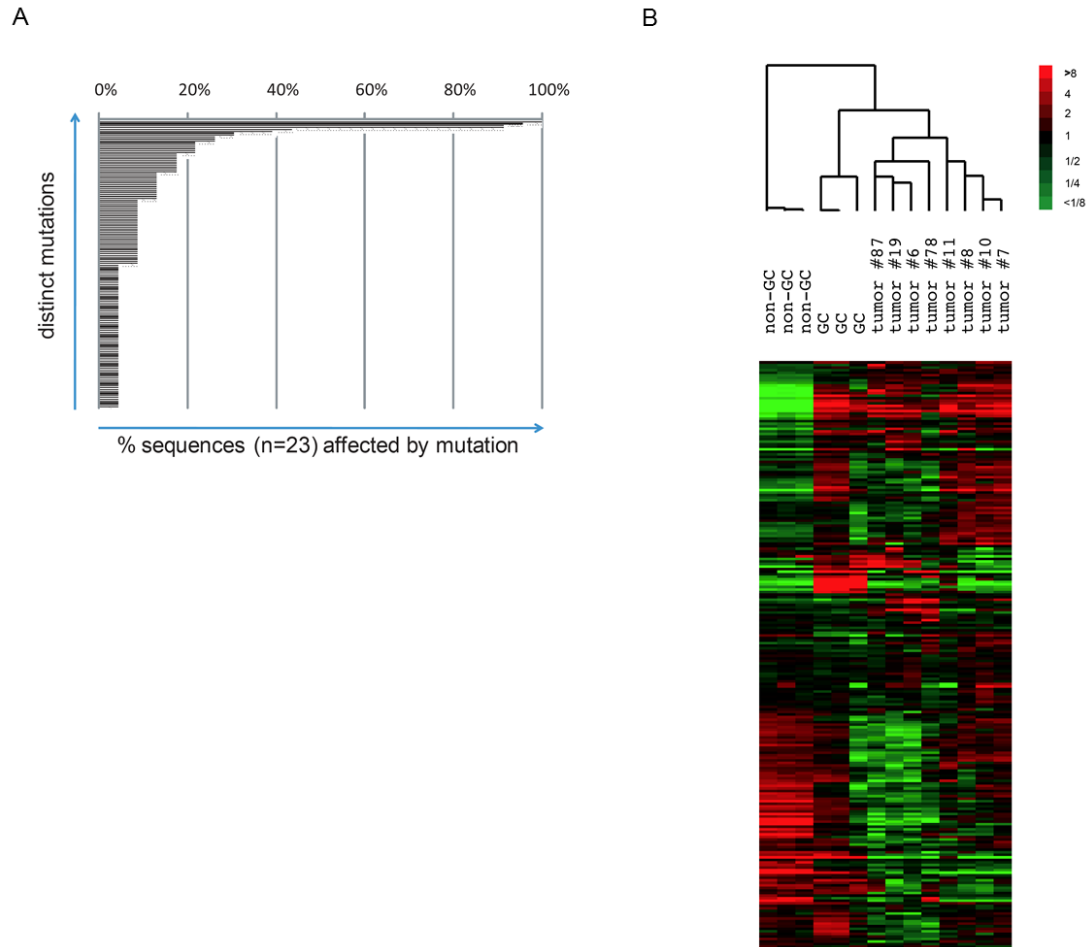 A
B
0% 20% 40% 60% 80% 100%
distinct mutations
% sequences (n=23) affected by mutation
>8
4
2
1
1/2
1/4
<1/8
non-GC
non-GC
non-GC
GC
GC
GC
tumor #87
tumor #19
tumor #6
tumor #78
tumor #11
tumor #8
tumor #10
tumor #7